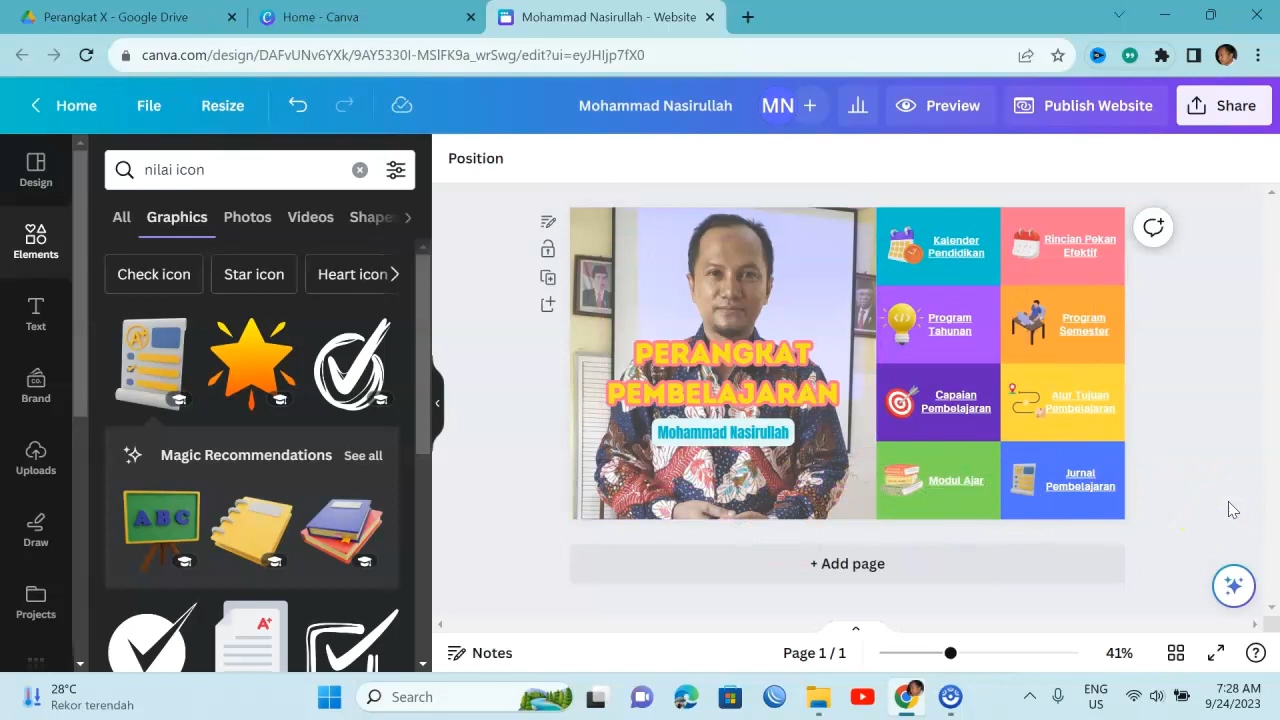 Perangkat X - Google Drive
Home - Canva
Mohammad Nasirullah - Website
canva.com/design/DAFvUNv6YXk/9AY5330I-MSlFK9a_wrSwg/edit?ui=eyJHIjp7fX0
Home
File
Resize
Mohammad Nasirullah
MN
Preview
Publish Website
Share
Design
Elements
Text
Brand
Uploads
Draw
Projects
nilai icon
All
Graphics
Photos
Videos
Shapes
Check icon
Star icon
Heart icon
Magic Recommendations
See all
ABC
A+
Position
PERANGKAT
PEMBELAJARAN
Mohammad Nasirullah
Kalender
Pendidikan
Rincian Pekan
Efektif
Program
Tahunan
Program
Semester
Capaian
Pembelajaran
Alur Tujuan
Pembelajaran
Modul Ajar
Jurnal
Pembelajaran
+ Add page
Notes
Page 1 / 1
41%
28°C
Rekor terendah
Search
ENG
US
7:28 AM
9/24/2023